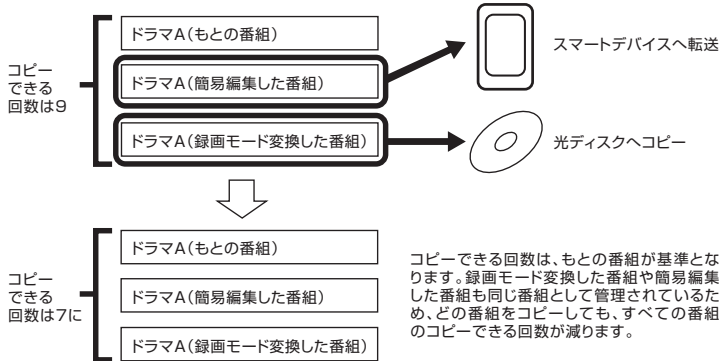 コピー
できる
回数は9
ドラマA(もとの番組)
ドラマA(簡易編集した番組)
ドラマA(録画モード変換した番組)
スマートデバイスへ転送
光ディスクへコピー
コピー
できる
回数は7に
ドラマA(もとの番組)
ドラマA(簡易編集した番組)
ドラマA(録画モード変換した番組)
コピーできる回数は、もとの番組が基準とな
ります。録画モード変換した番組や簡易編集
した番組も同じ番組として管理されているた
め、どの番組をコピーしても、すべての番組
のコピーできる回数が減ります。